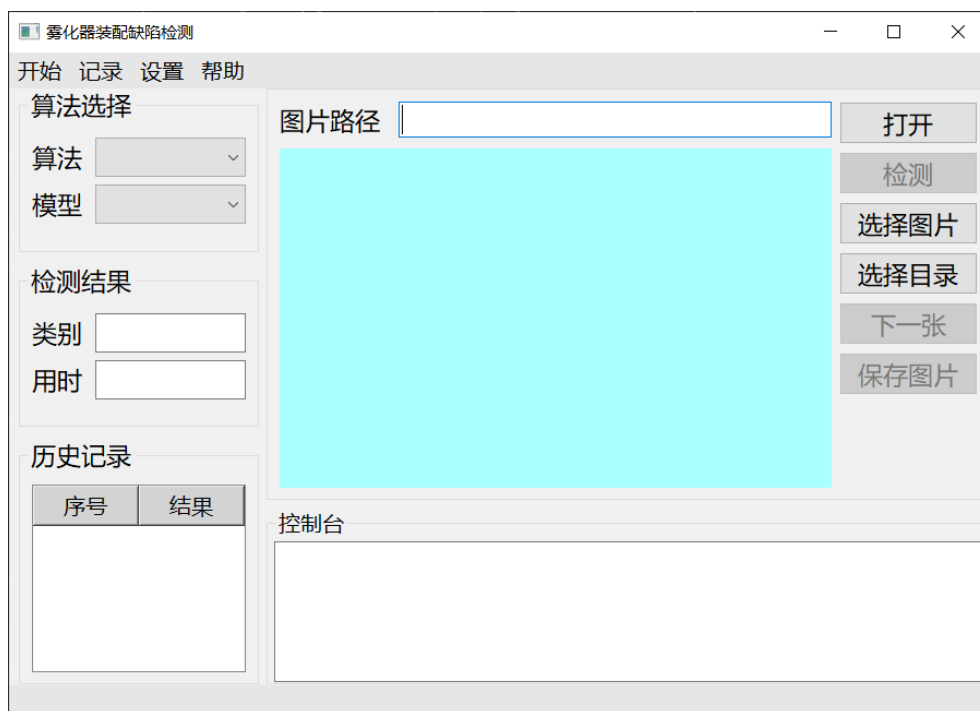 雾化器装配缺陷检测
开始 记录 设置 帮助
算法选择
算法
模型
检测结果
类别
用时
历史记录
序号 结果
图片路径
打开
检测
选择图片
选择目录
下一张
保存图片
控制台